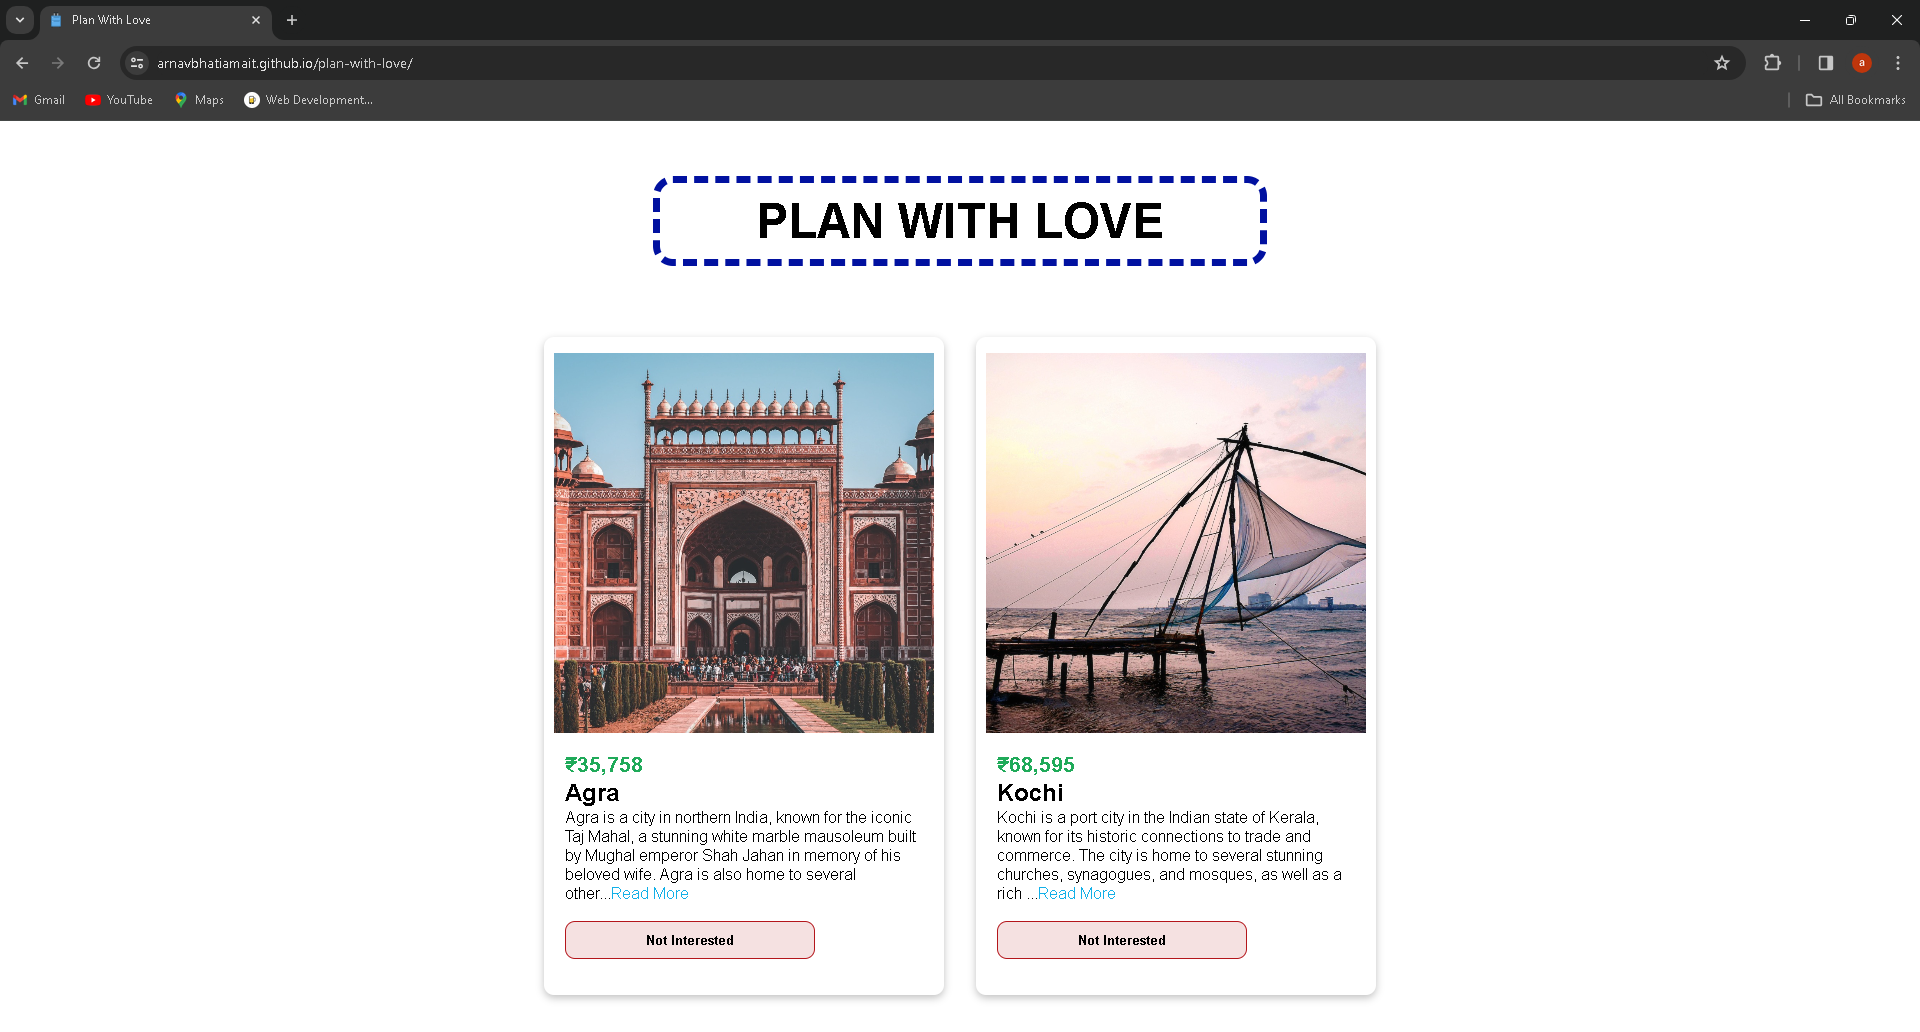 Plan With Love
arnavbhatiamait.github.io/plan-with-love/
a
Gmail
YouTube
Maps
Web Development...
All Bookmarks
PLAN WITH LOVE
₹35,758
Agra
Agra is a city in northern India, known for the iconic
Taj Mahal, a stunning white marble mausoleum built
by Mughal emperor Shah Jahan in memory of his
beloved wife. Agra is also home to several
other...Read More
Not Interested
₹68,595
Kochi
Kochi is a port city in the Indian state of Kerala,
known for its historic connections to trade and
commerce. The city is home to several stunning
churches, synagogues, and mosques, as well as a
rich ...Read More
Not Interested